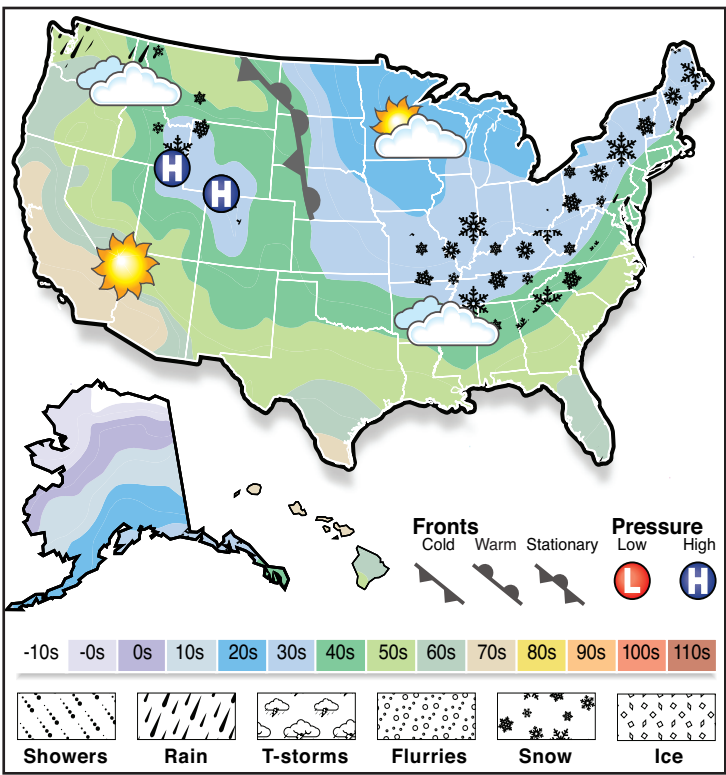 H
H
Fronts
Cold Warm Stationary
Pressure
Low High
L H
-10s -0s 0s 10s 20s 30s 40s 50s 60s 70s 80s 90s 100s 110s
Showers Rain T-storms Flurries Snow Ice